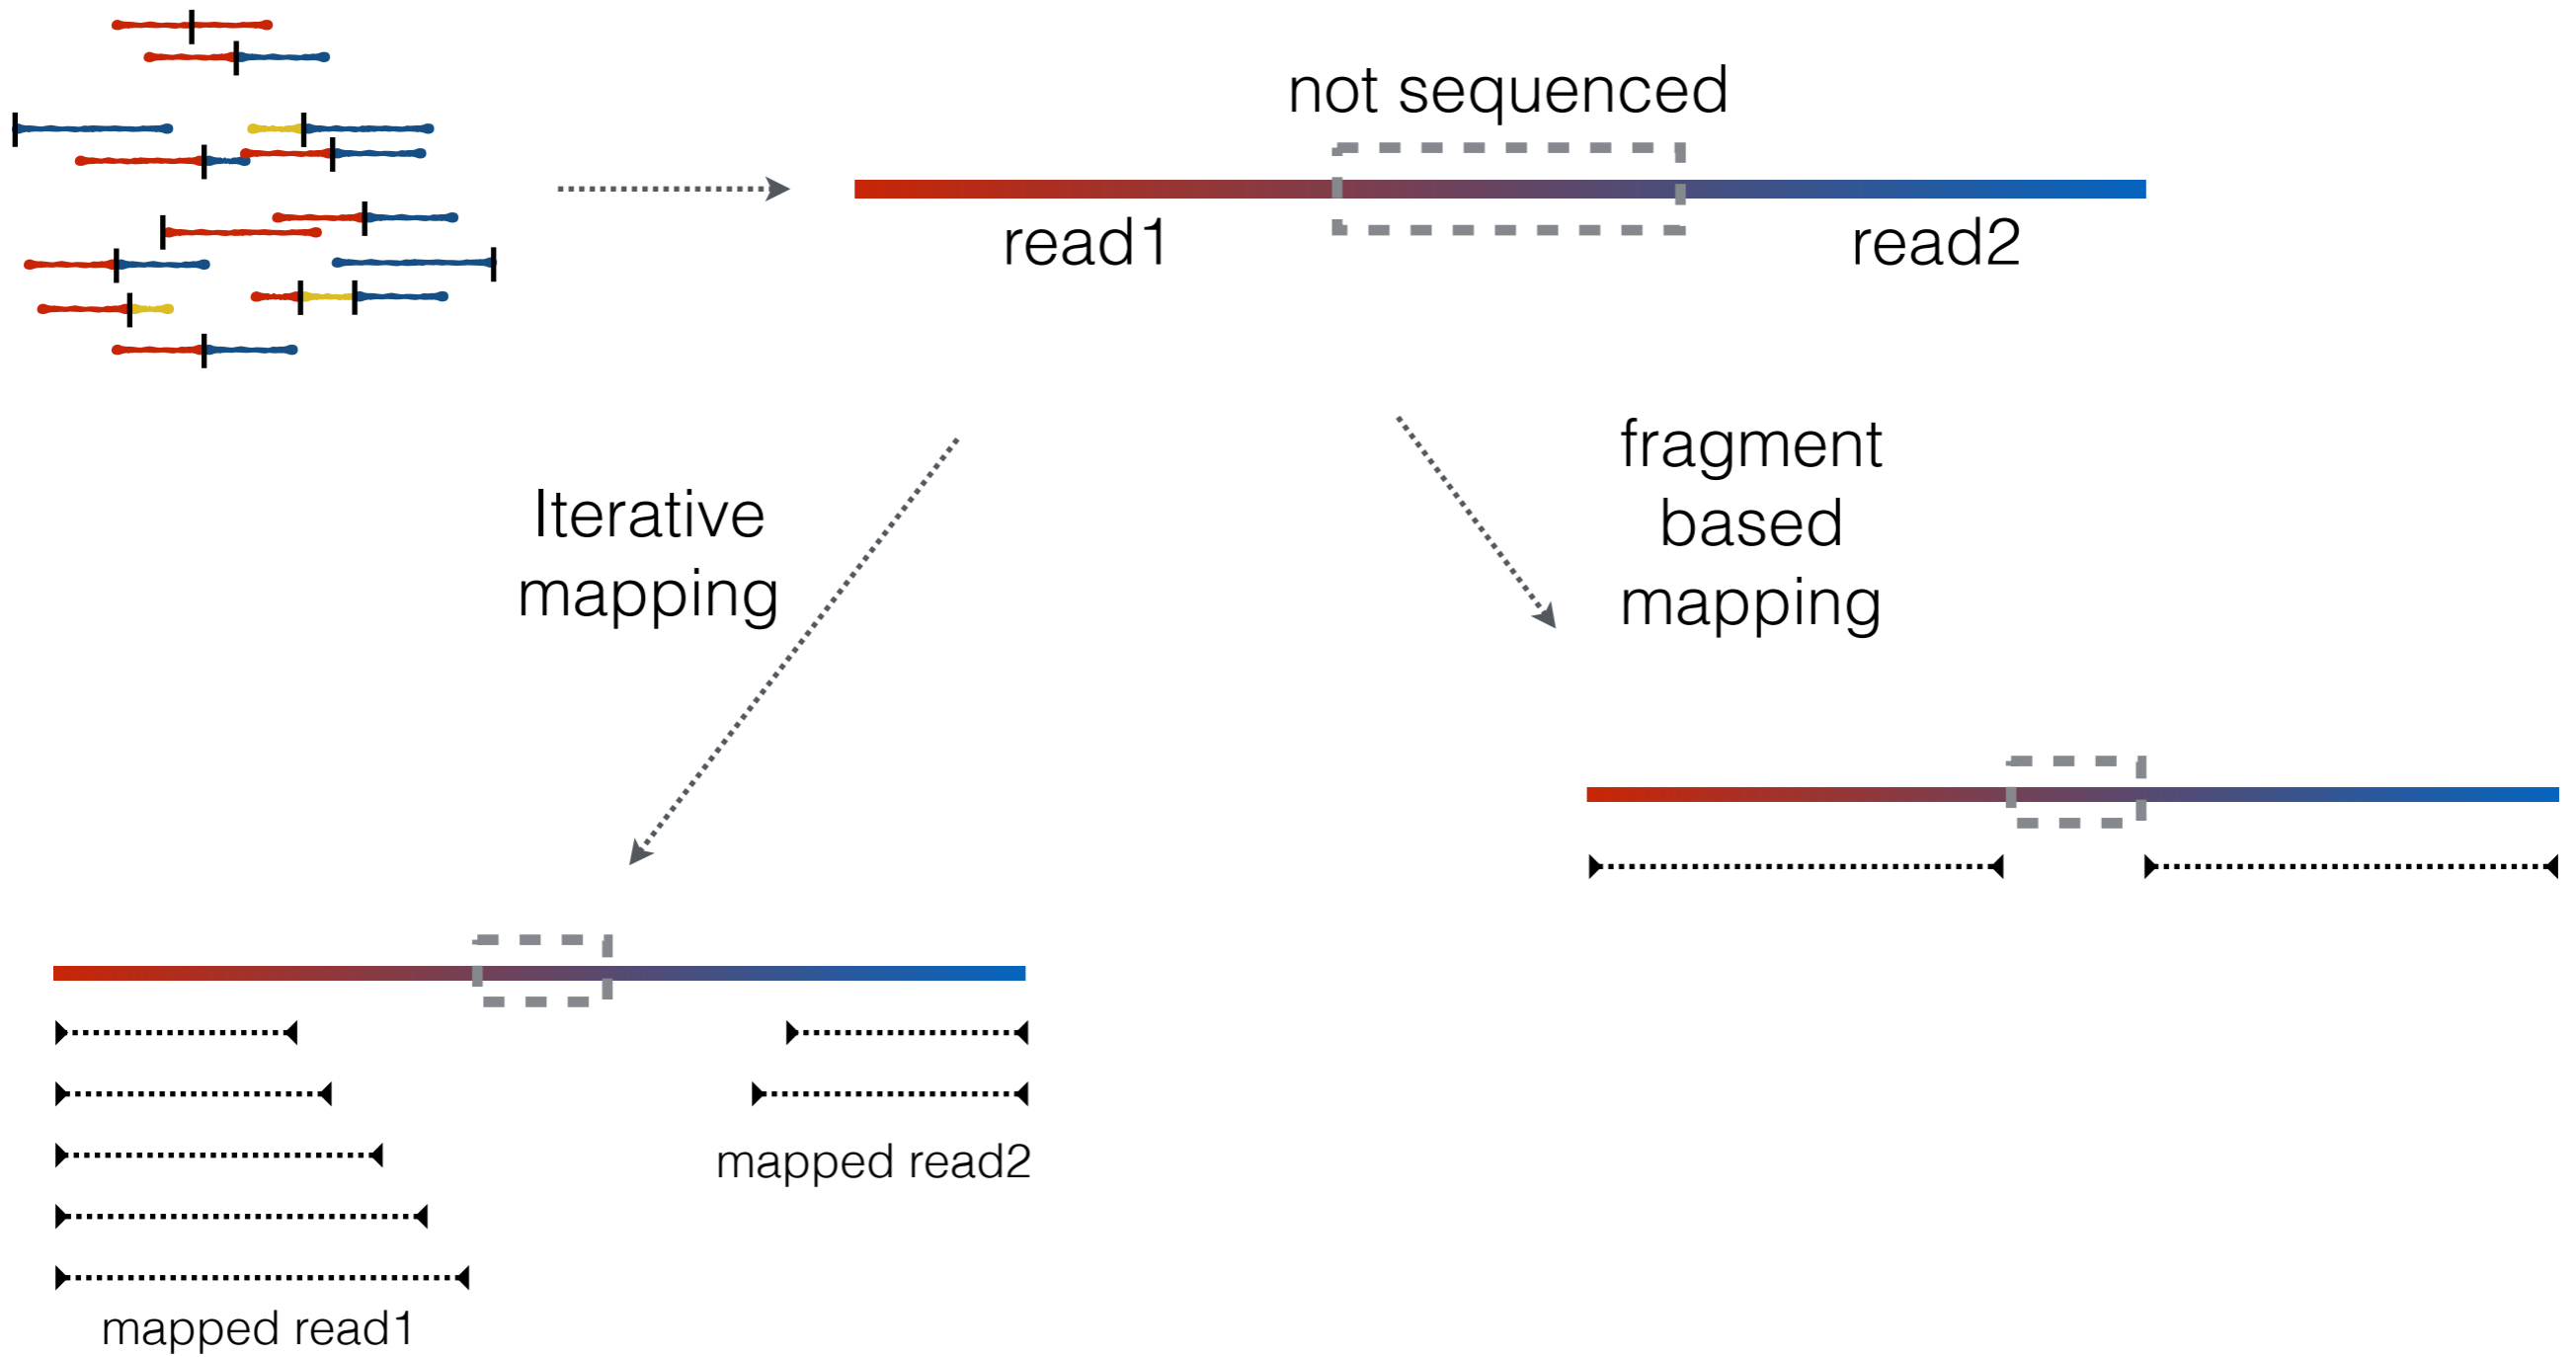 not sequenced
read1
read2
Iterative
mapping
fragment
based
mapping
mapped read2
mapped read1